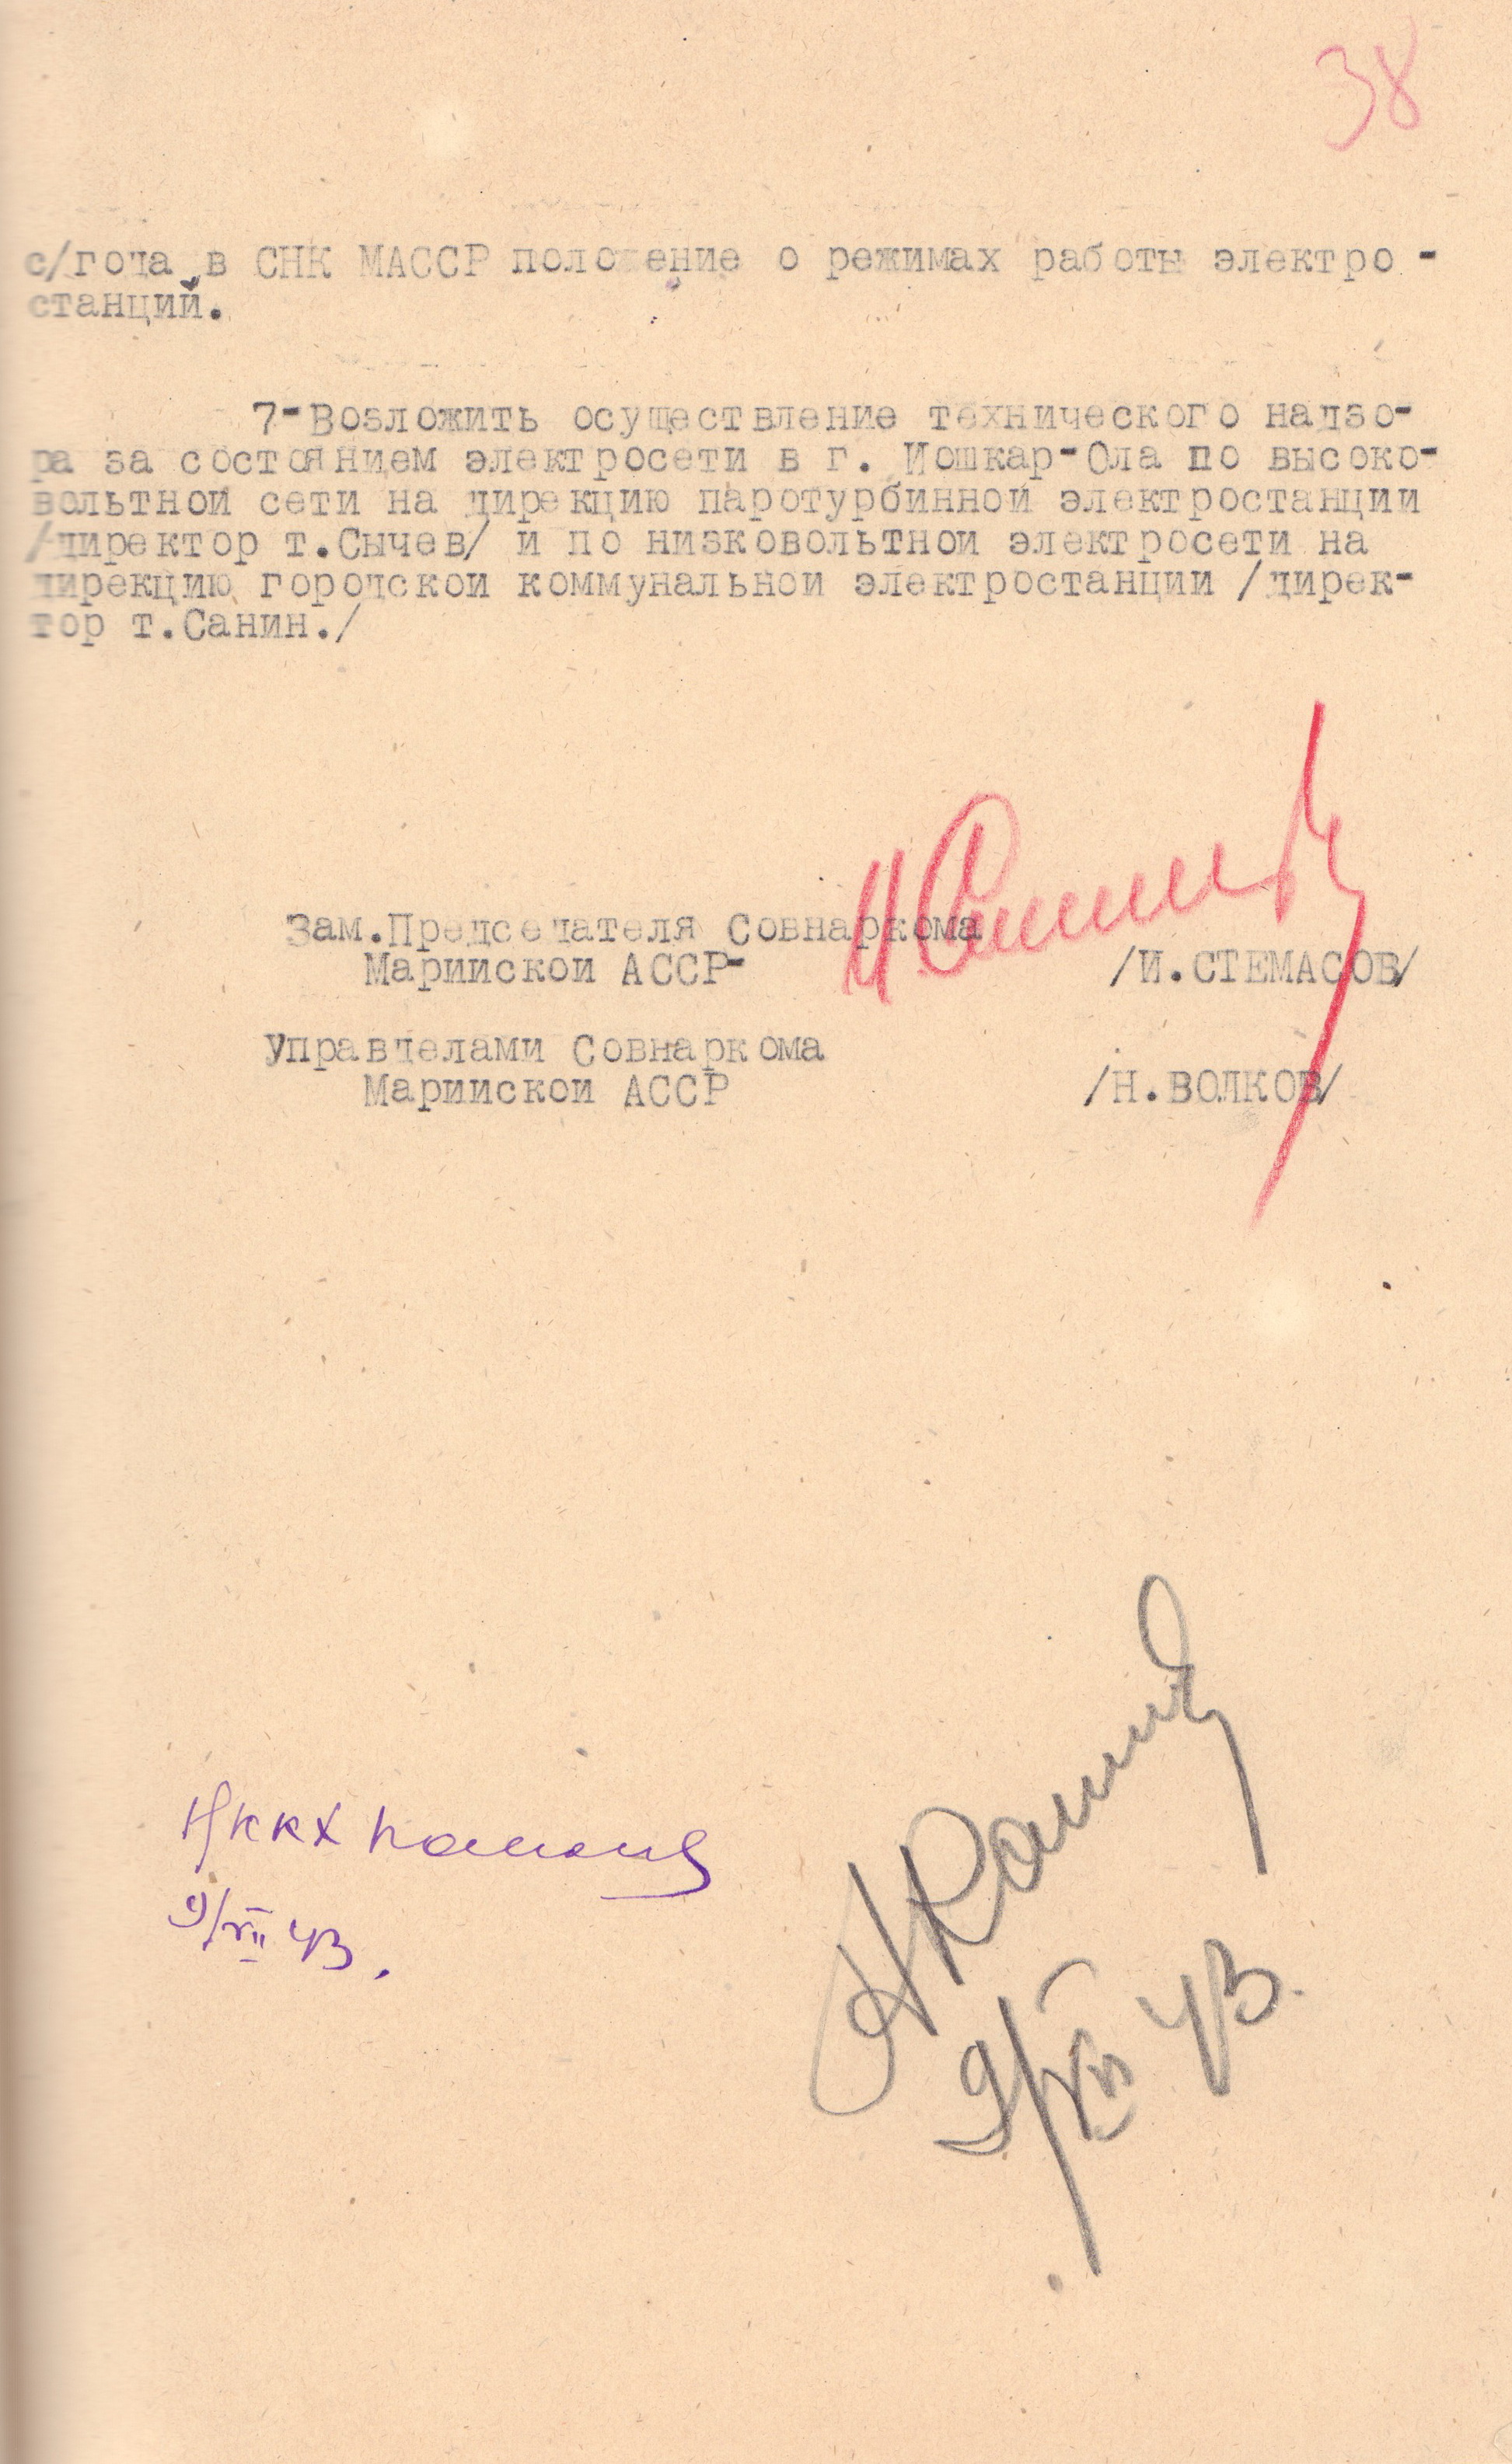 38
с/года в СНК МАССР положение о режимах работы электро -
станций.
7-Возложить осуществление технического надзо-
ра за состоянием электросети в г. Иошкар-Ола по высоко-
вольтной сети на дирекцию паротурбинной электростанции
/директор т.Сычев/ и по низковольтной электросети на
дирекцию городской коммунальной электростанции /дирек-
тор т.Санин./
Зам.Председателя Совнаркома
Марийской АССР- /И.СТЕМАСОВ/
Управделами Совнаркома
Марийской АССР /Н.ВОЛКОВ/
НККХ
9/VII 43.
9/VII 43.